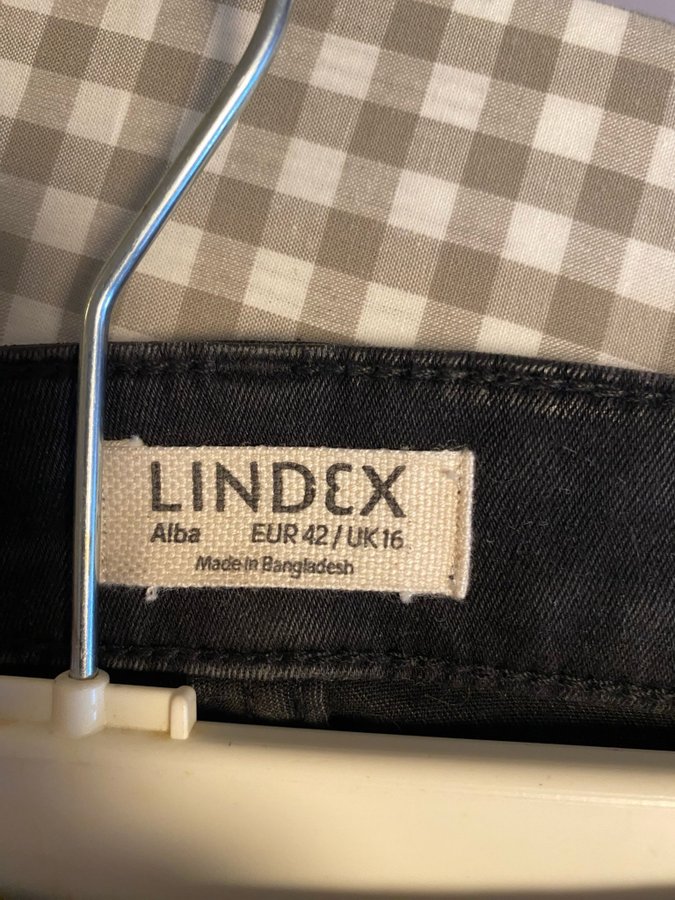 LINDEX
Alba EUR 42 / UK 16
Made in Bangladesh